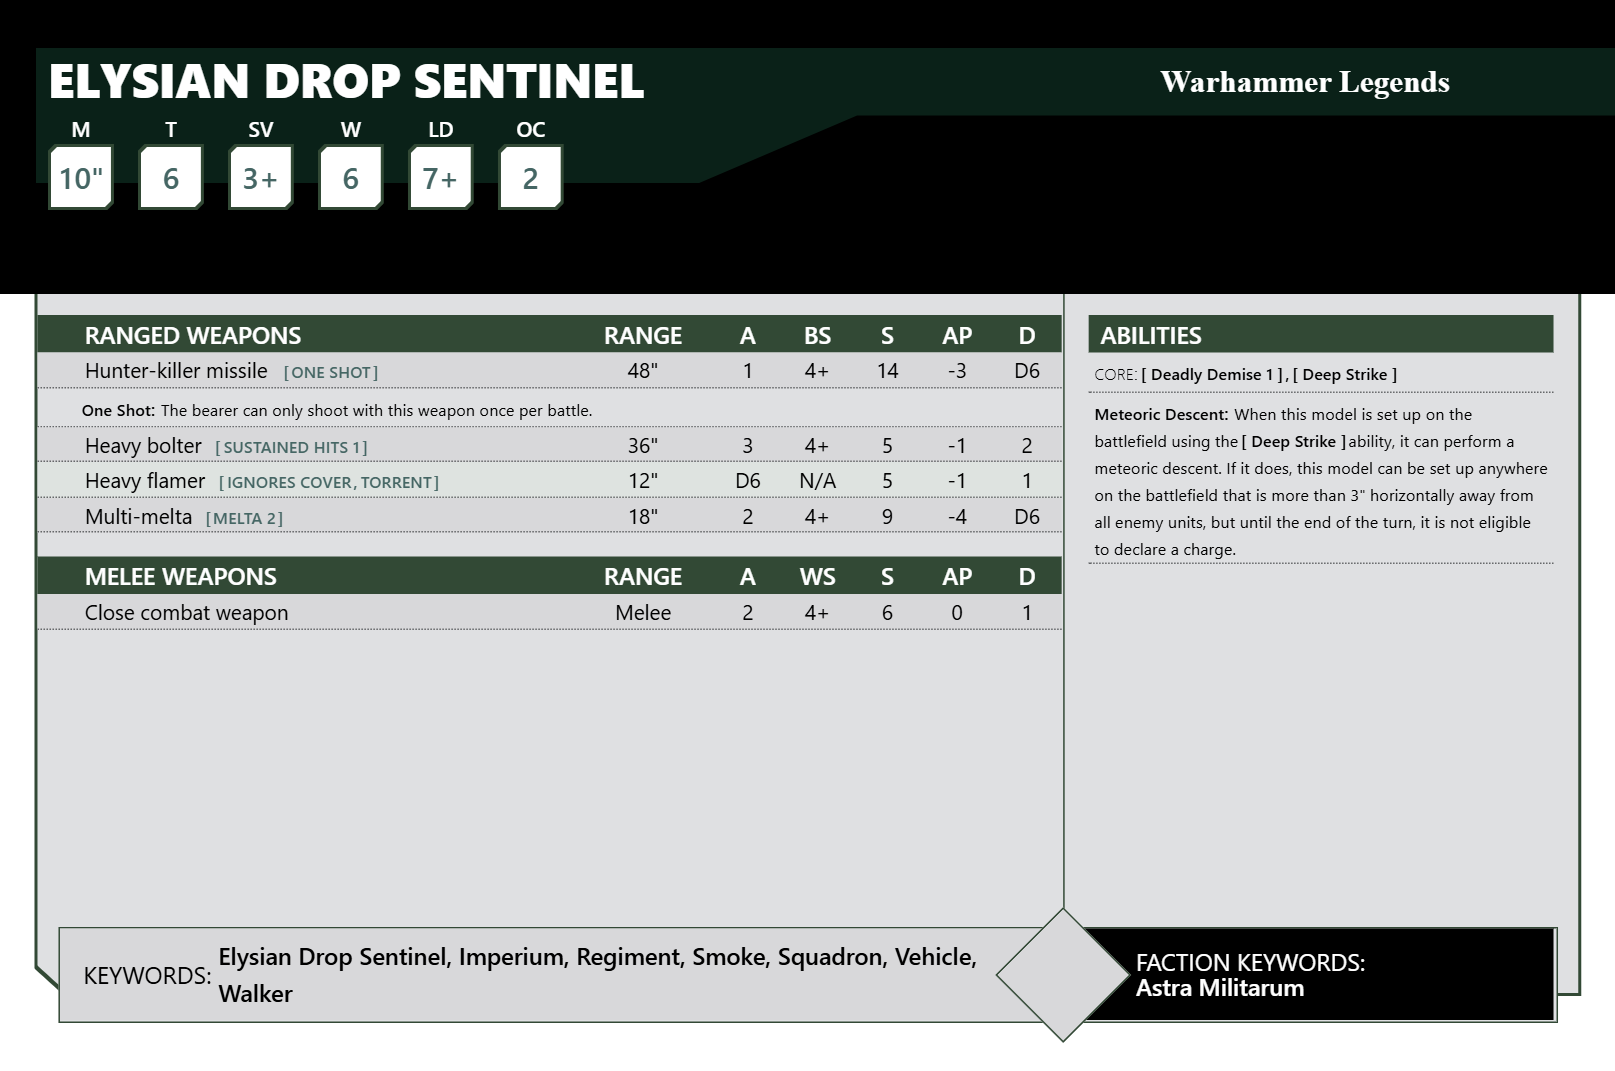 ELYSIAN DROP SENTINEL
Warhammer Legends
M T SV W LD OC
10" 6 3+ 6 7+ 2
RANGED WEAPONS RANGE A BS S AP D
Hunter-killer missile [ONE SHOT] 48" 1 4+ 14 -3 D6
One Shot: The bearer can only shoot with this weapon once per battle.
Heavy bolter [SUSTAINED HITS 1] 36" 3 4+ 5 -1 2
Heavy flamer [IGNORES COVER, TORRENT] 12" D6 N/A 5 -1 1
Multi-melta [MELTA 2] 18" 2 4+ 9 -4 D6
MELEE WEAPONS RANGE A WS S AP D
Close combat weapon Melee 2 4+ 6 0 1
ABILITIES
CORE: [ Deadly Demise 1 ] , [ Deep Strike ]
Meteoric Descent: When this model is set up on the
battlefield using the [ Deep Strike ] ability, it can perform a
meteoric descent. If it does, this model can be set up anywhere
on the battlefield that is more than 3" horizontally away from
all enemy units, but until the end of the turn, it is not eligible
to declare a charge.
KEYWORDS: Elysian Drop Sentinel, Imperium, Regiment, Smoke, Squadron, Vehicle,
Walker
FACTION KEYWORDS:
Astra Militarum